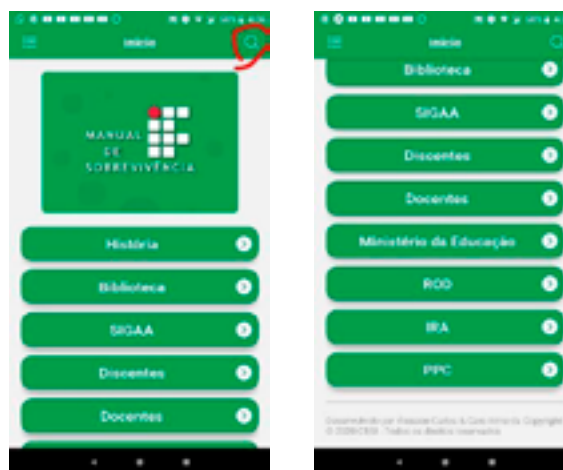 Início
MANUAL
DE
SOBREVIVÊNCIA
História
Biblioteca
SIGAA
Discentes
Docentes
Início
Biblioteca
SIGAA
Discentes
Docentes
Ministério da Educação
ROD
IRA
PPC